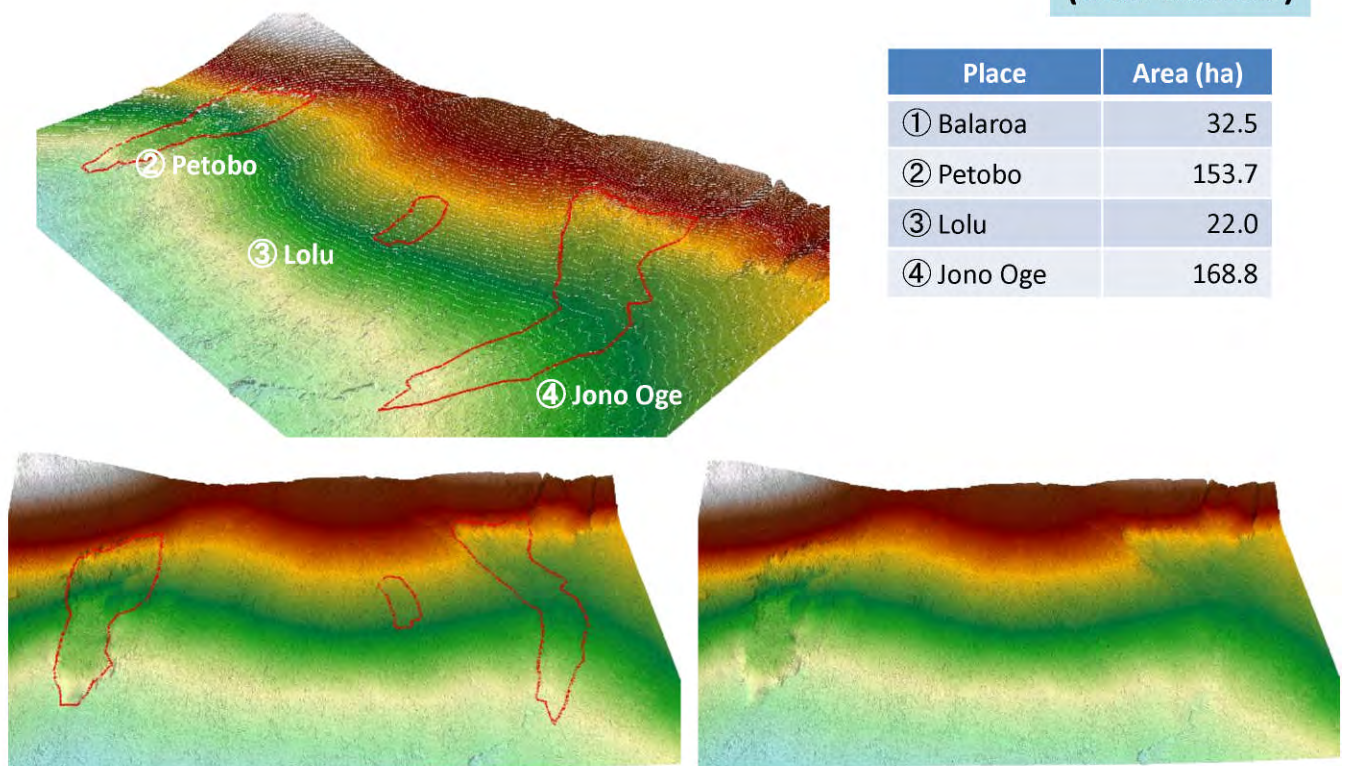 Place Area (ha)
① Balaroa 32.5
② Petobo 153.7
③ Lolu 22.0
④ Jono Oge 168.8
② Petobo
③ Lolu
④ Jono Oge